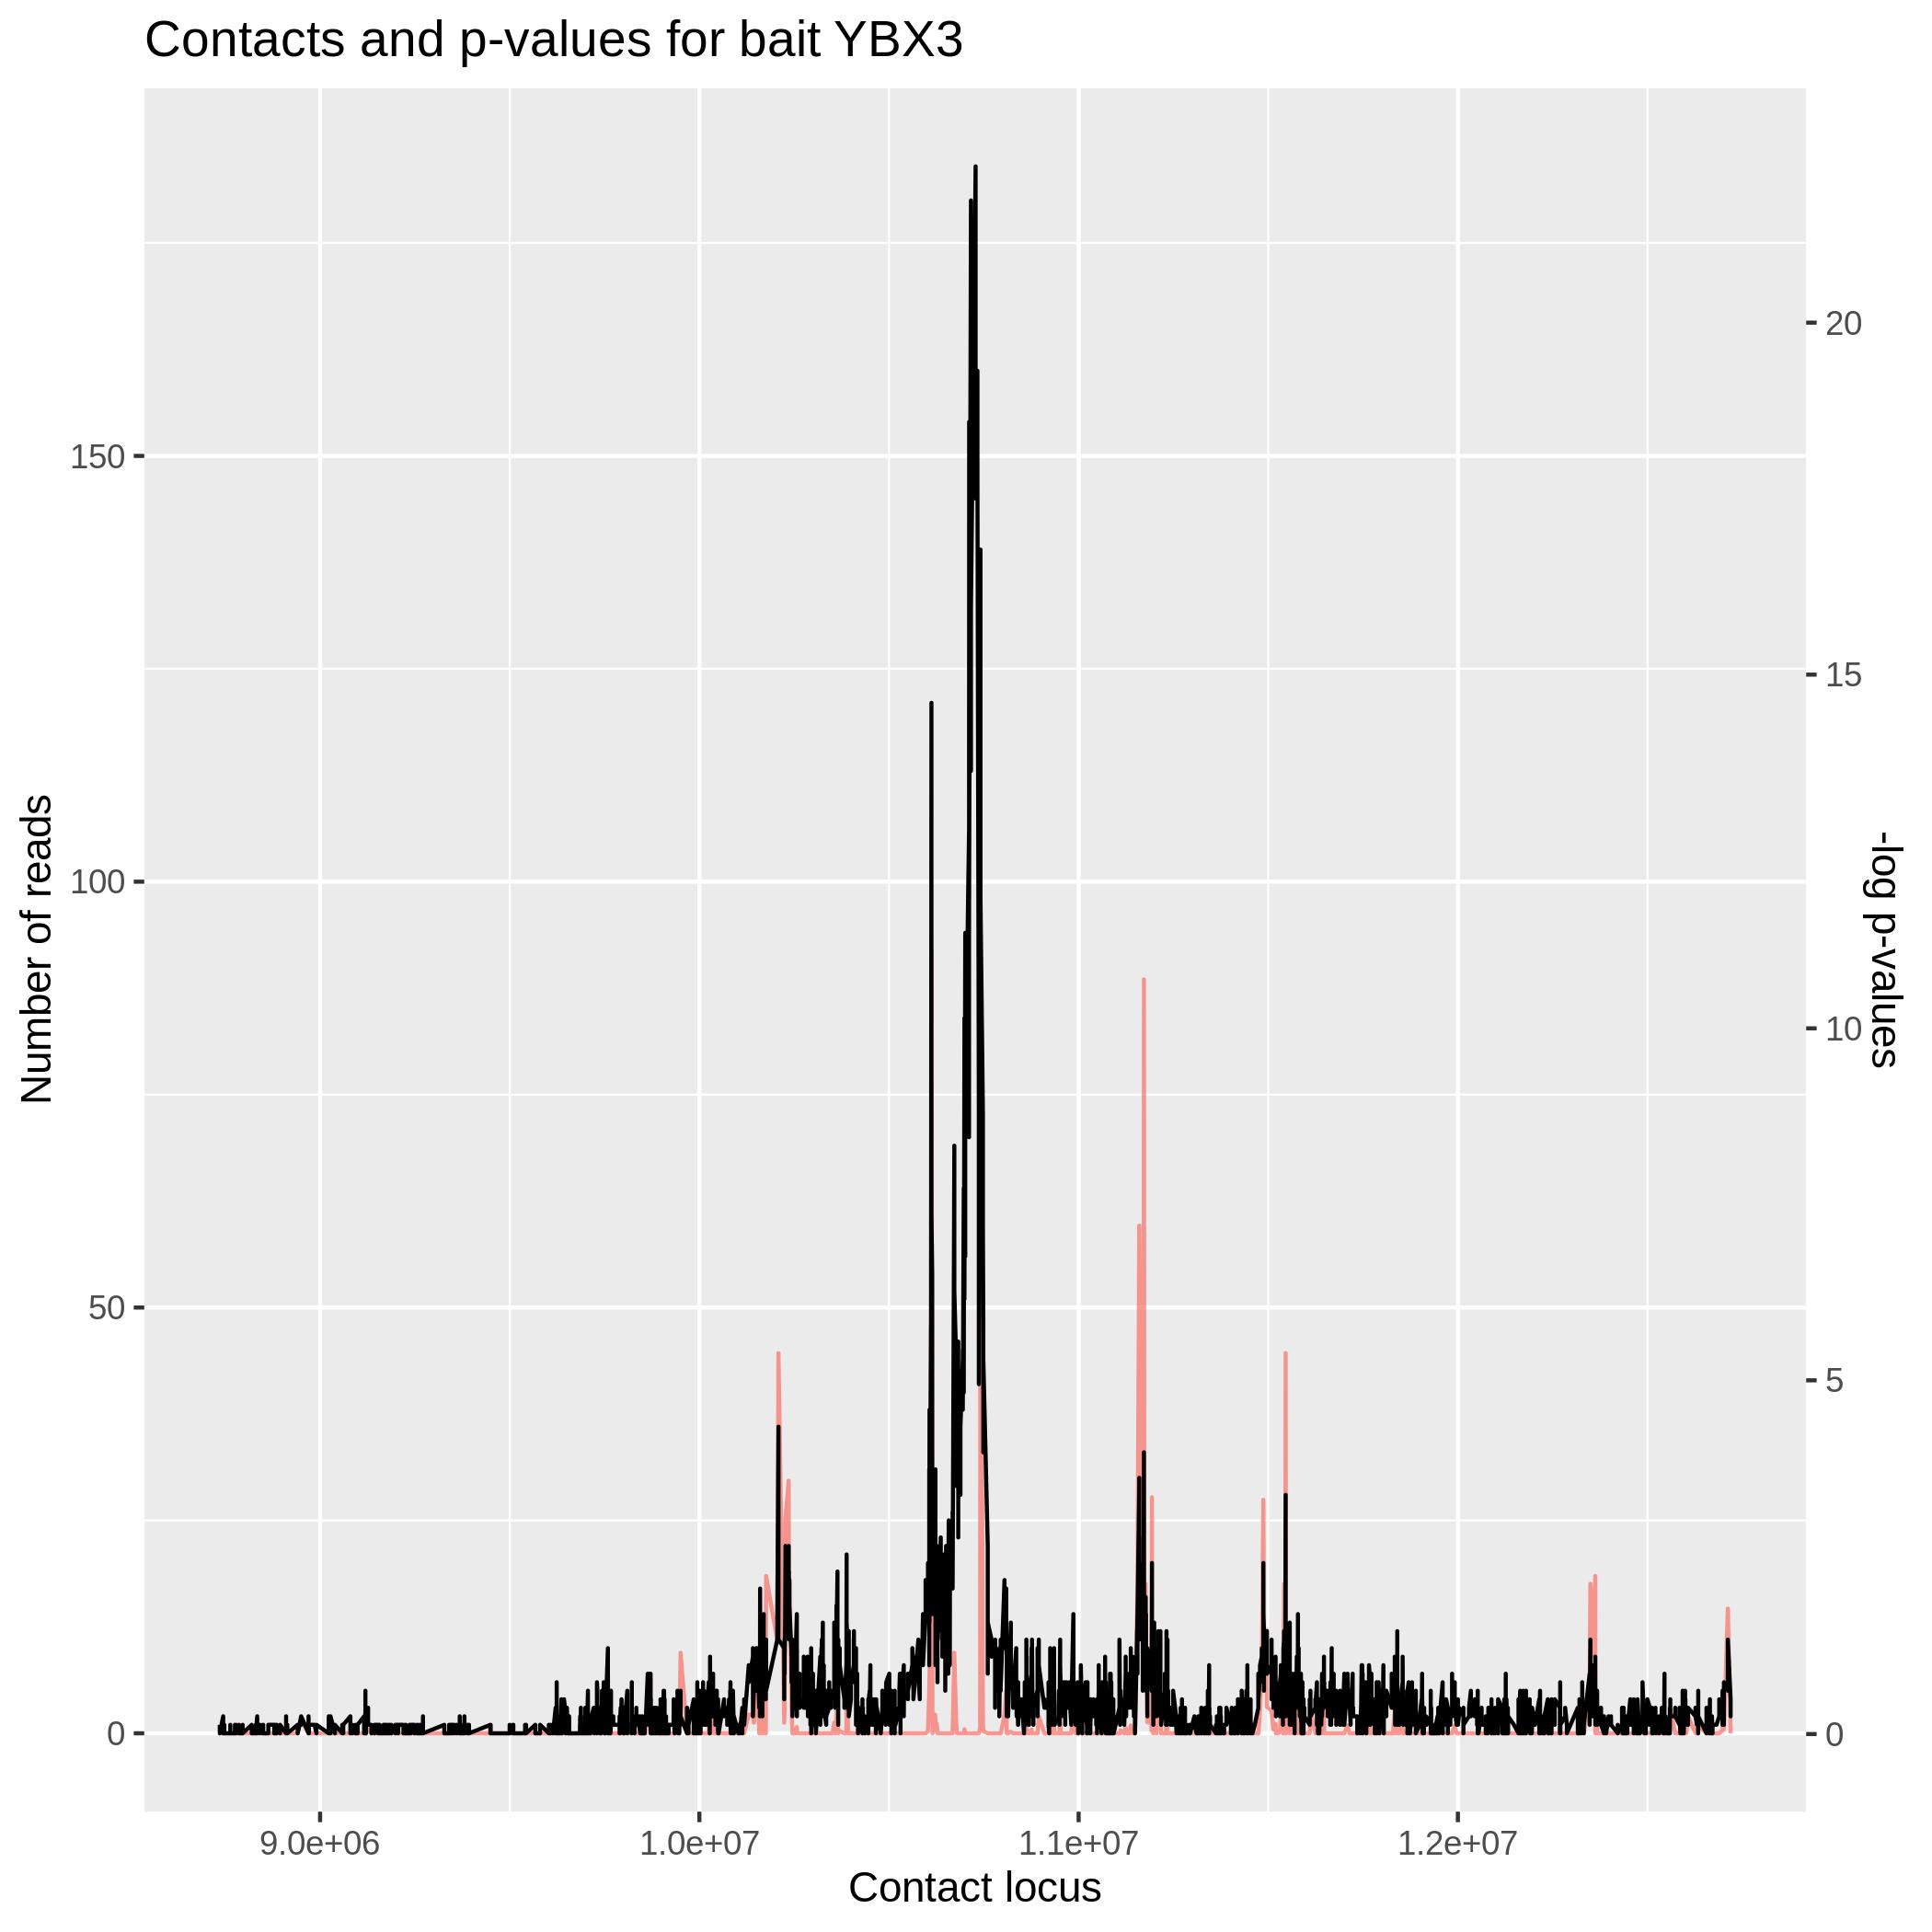 Contacts and p-values for bait YBX3
150
100
50
0
Number of reads
20
15
10
5
0
-log p-values
9.0e+06
1.0e+07
1.1e+07
1.2e+07
Contact locus